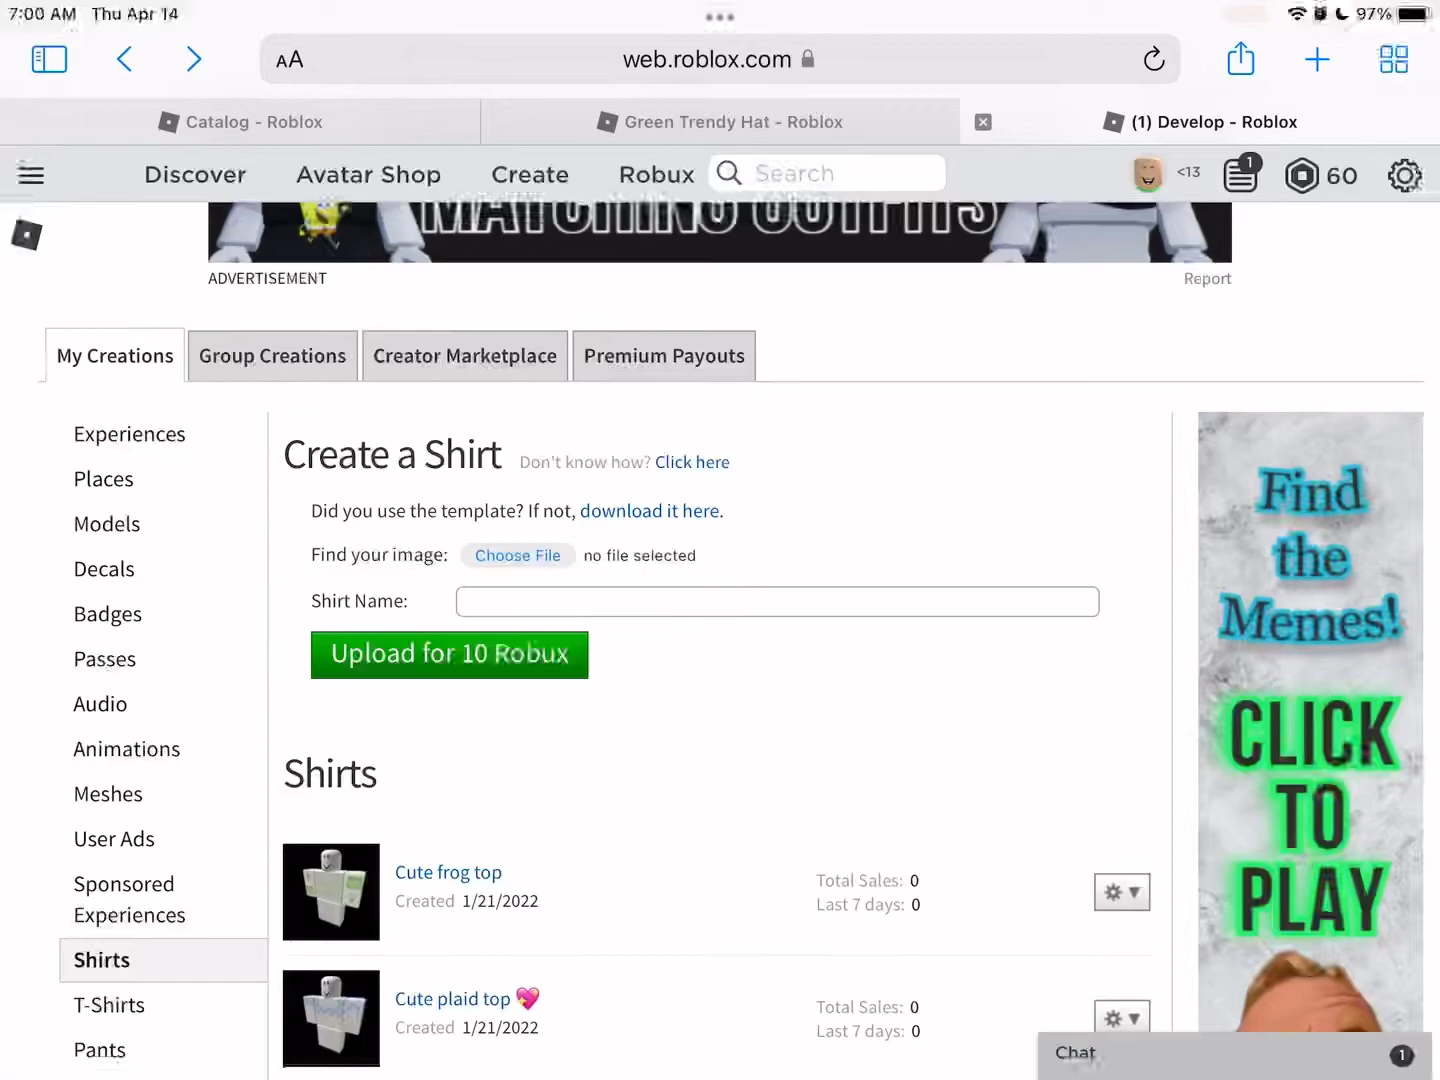 7:00 AM Thu Apr 14
97%
AA
web.roblox.com
Catalog - Roblox
Green Trendy Hat - Roblox
(1) Develop - Roblox
Discover
Avatar Shop
Create
Robux
Search
<13
1
60
MATCHING OUTFITS
ADVERTISEMENT
Report
My Creations
Group Creations
Creator Marketplace
Premium Payouts
Experiences
Places
Models
Decals
Badges
Passes
Audio
Animations
Meshes
User Ads
Sponsored
Experiences
Shirts
T-Shirts
Pants
Create a Shirt Don't know how? Click here
Did you use the template? If not, download it here.
Find your image: Choose File no file selected
Shirt Name:
Upload for 10 Robux
Shirts
Cute frog top
Created 1/21/2022
Total Sales: 0
Last 7 days: 0
Cute plaid top 💖
Created 1/21/2022
Total Sales: 0
Last 7 days: 0
Find
the
Memes!
CLICK
TO
PLAY
Chat
1